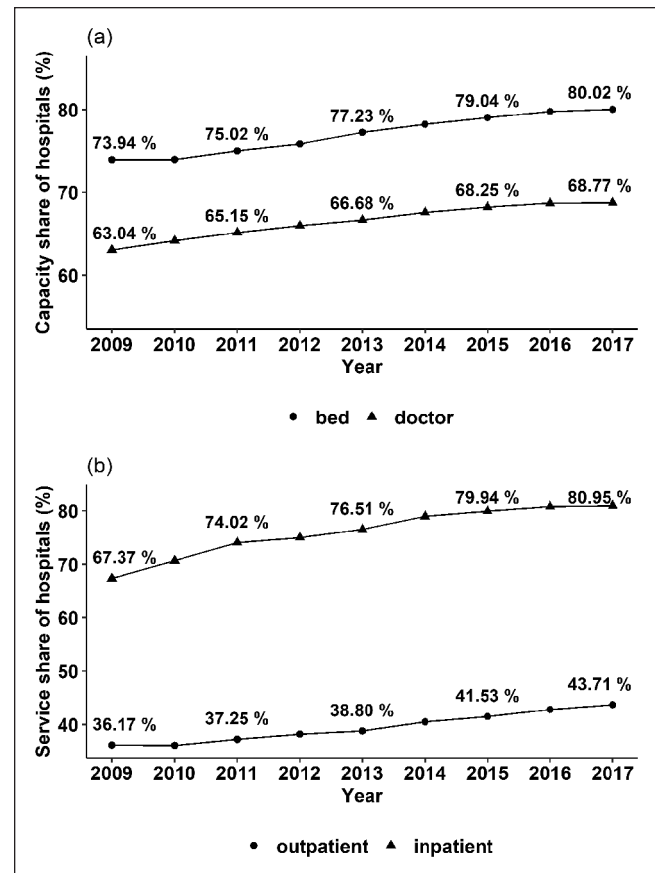 (a)
Capacity share of hospitals (%)
80
70
60
73.94 %
75.02 %
77.23 %
79.04 %
80.02 %
63.04 %
65.15 %
66.68 %
68.25 %
68.77 %
2009 2010 2011 2012 2013 2014 2015 2016 2017
Year
bed doctor
(b)
Service share of hospitals (%)
80
70
60
50
40
67.37 %
74.02 %
76.51 %
79.94 %
80.95 %
36.17 %
37.25 %
38.80 %
41.53 %
43.71 %
2009 2010 2011 2012 2013 2014 2015 2016 2017
Year
outpatient inpatient